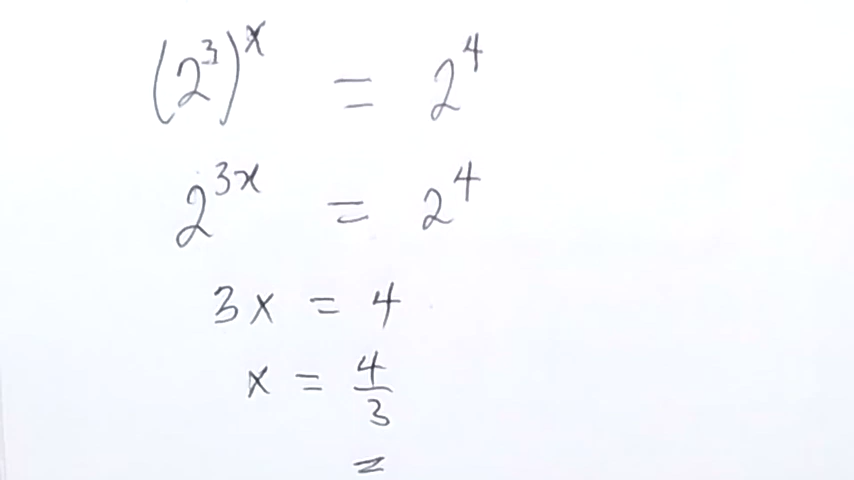 (2³)ˣ = 2⁴
2³ˣ = 2⁴
3x = 4
x = 4/3
=